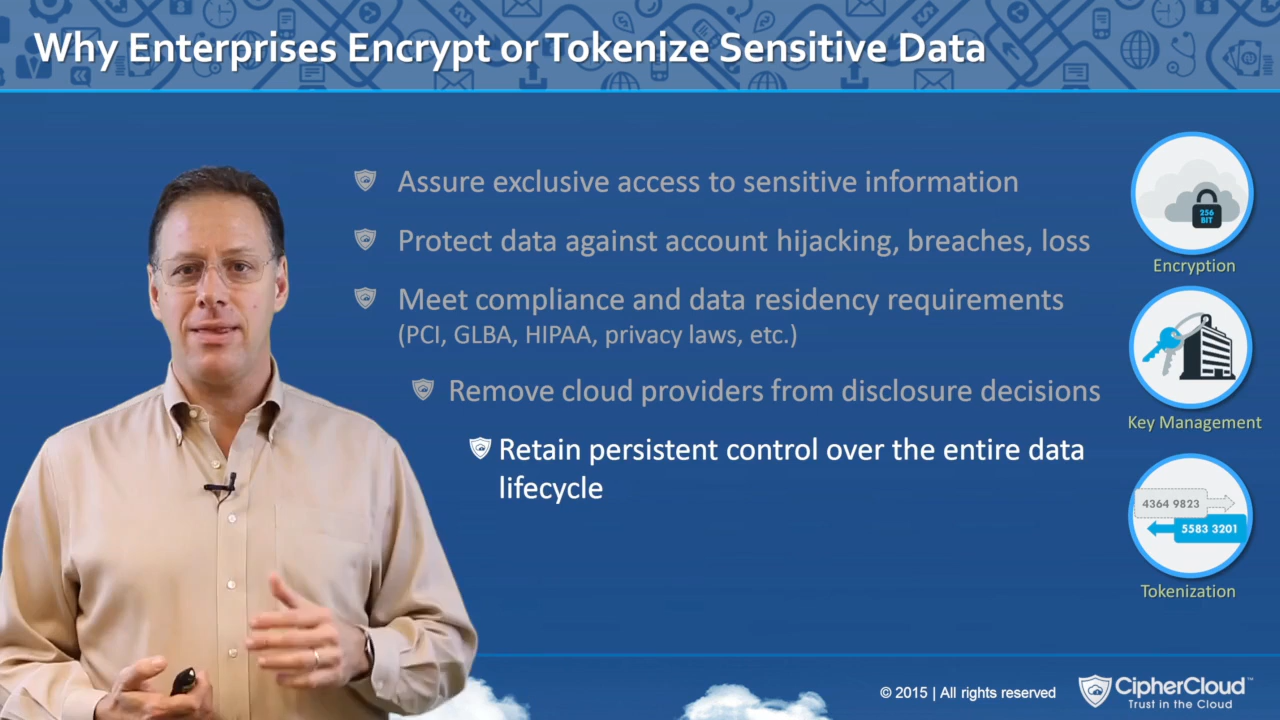 Why Enterprises Encrypt or Tokenize Sensitive Data
Assure exclusive access to sensitive information
Protect data against account hijacking, breaches, loss
Meet compliance and data residency requirements
(PCI, GLBA, HIPAA, privacy laws, etc.)
Remove cloud providers from disclosure decisions
Retain persistent control over the entire data
lifecycle
256
BIT
Encryption
Key Management
4364 9823
5583 3201
Tokenization
© 2015 | All rights reserved
CipherCloud™
Trust in the Cloud